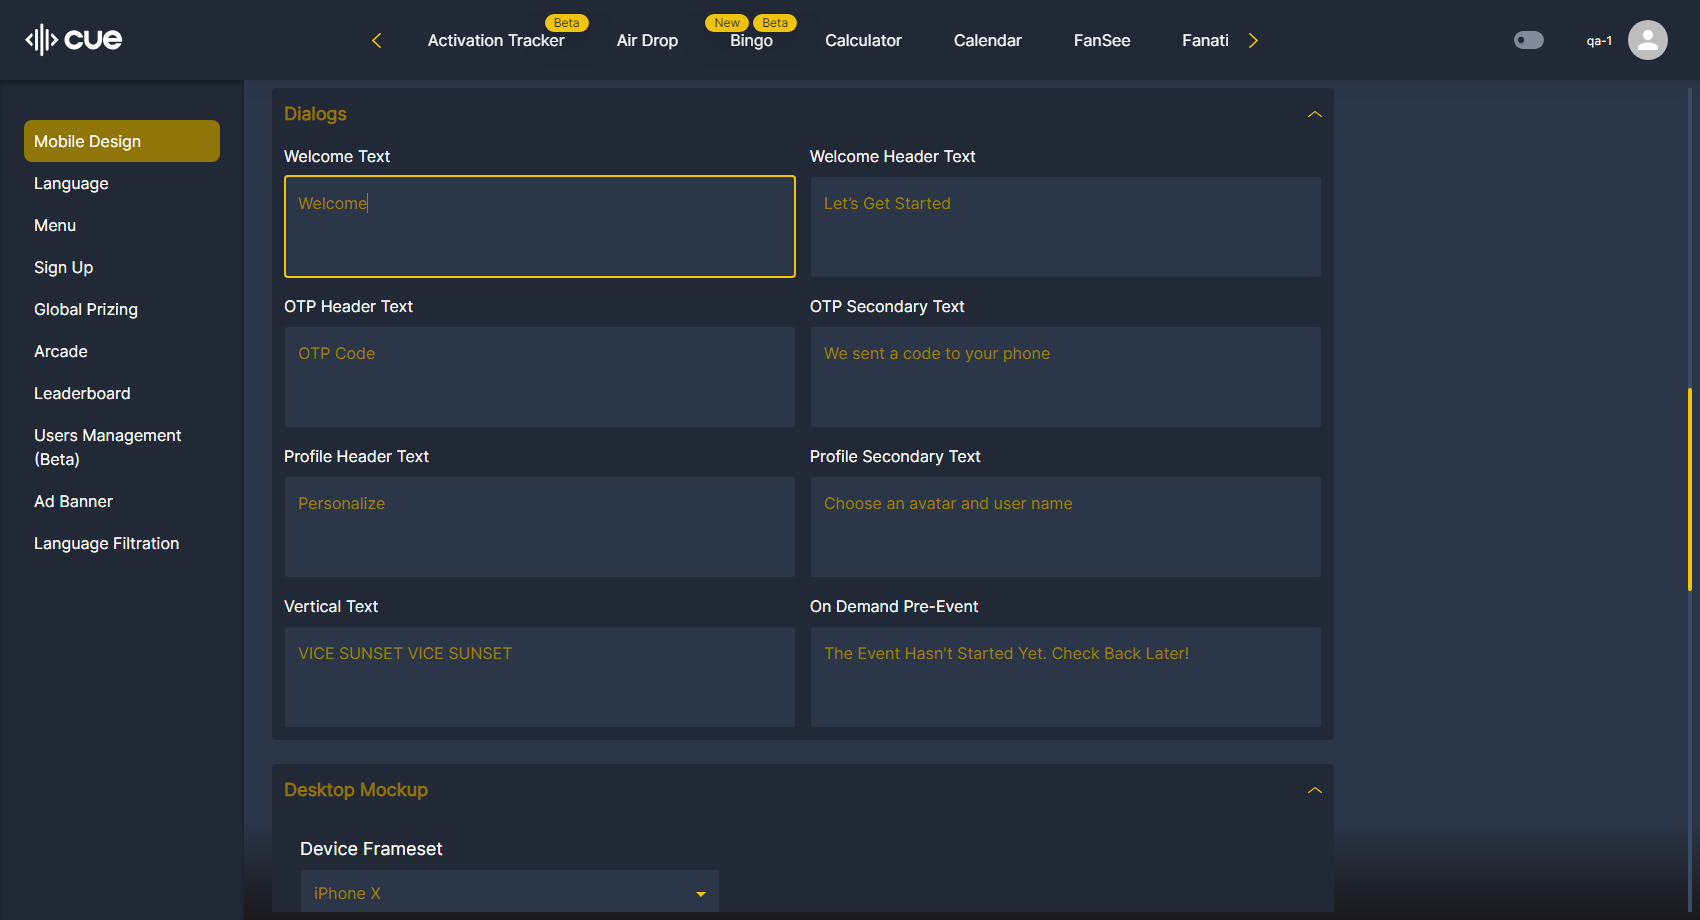 cue
Beta
New
Beta
Activation Tracker
Air Drop
Bingo
Calculator
Calendar
FanSee
Fanati
qa-1
Mobile Design
Language
Menu
Sign Up
Global Prizing
Arcade
Leaderboard
Users Management
(Beta)
Ad Banner
Language Filtration
Dialogs
Welcome Text
Welcome
Welcome Header Text
Let’s Get Started
OTP Header Text
OTP Code
OTP Secondary Text
We sent a code to your phone
Profile Header Text
Personalize
Profile Secondary Text
Choose an avatar and user name
Vertical Text
VICE SUNSET VICE SUNSET
On Demand Pre-Event
The Event Hasn't Started Yet. Check Back Later!
Desktop Mockup
Device Frameset
iPhone X